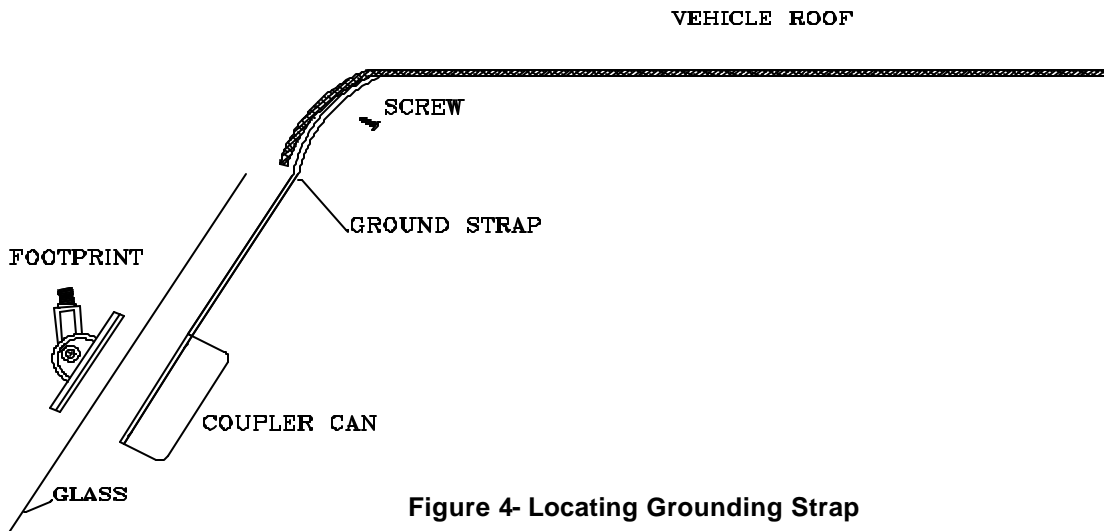 VEHICLE ROOF
SCREW
GROUND STRAP
FOOTPRINT
COUPLER CAN
GLASS
Figure 4- Locating Grounding Strap